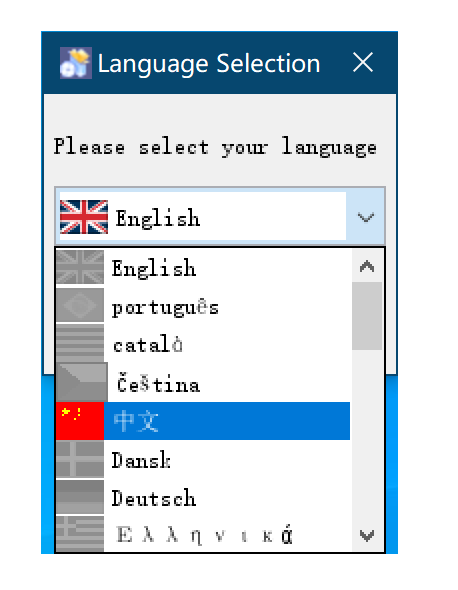 Language Selection
Please select your language
English
English
português
català
Čeština
中文
Dansk
Deutsch
Ελληνικά